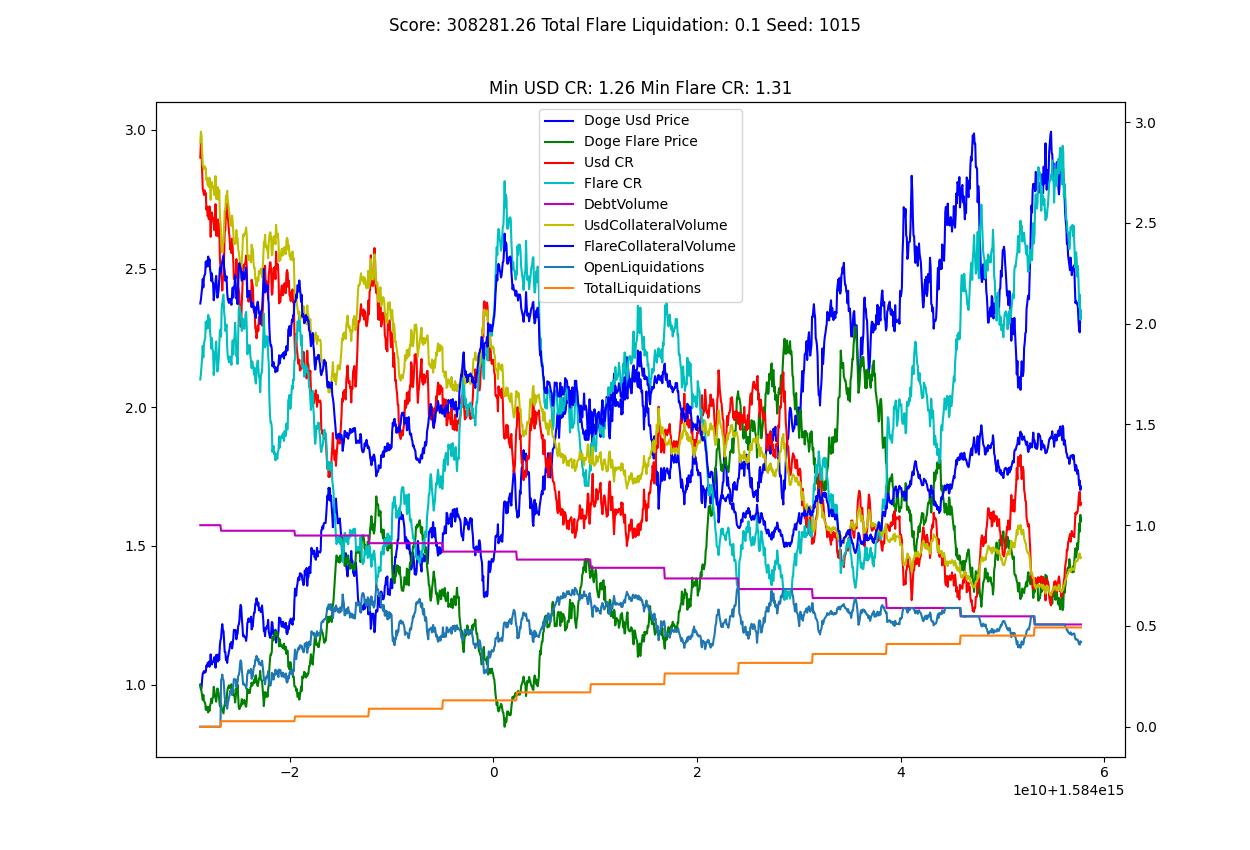 Score: 308281.26 Total Flare Liquidation: 0.1 Seed: 1015
Min USD CR: 1.26 Min Flare CR: 1.31
Doge Usd Price
Doge Flare Price
Usd CR
Flare CR
DebtVolume
UsdCollateralVolume
FlareCollateralVolume
OpenLiquidations
TotalLiquidations
3.0
2.5
2.0
1.5
1.0
3.0
2.5
2.0
1.5
1.0
0.5
0.0
−2 0 2 4 6
1e10+1.584e15